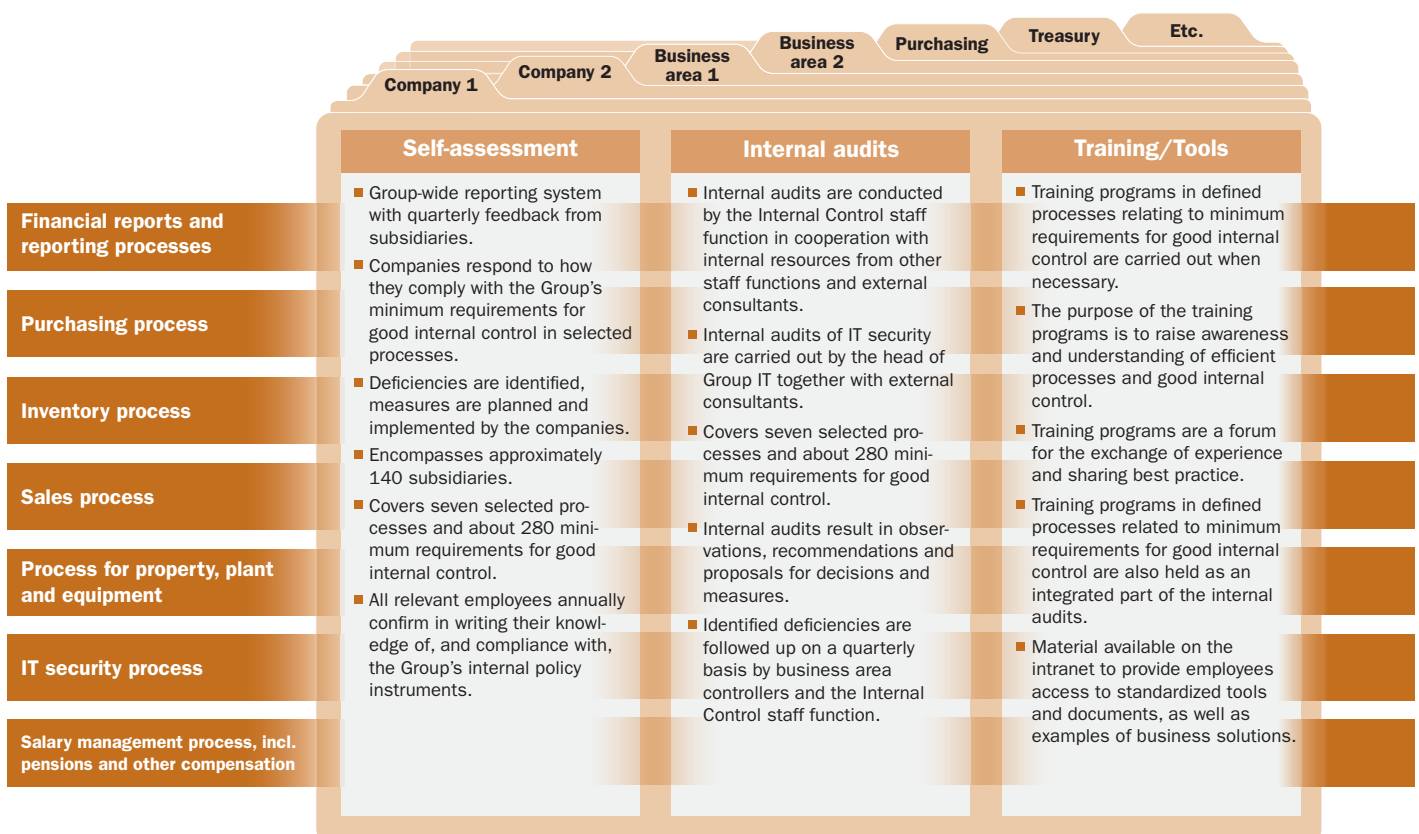 Company 1
Company 2
Business
area 1
Business
area 2
Purchasing
Treasury
Etc.
Financial reports and
reporting processes
Purchasing process
Inventory process
Sales process
Process for property, plant
and equipment
IT security process
Salary management process, incl.
pensions and other compensation
Self-assessment
Group-wide reporting system
with quarterly feedback from
subsidiaries.
Companies respond to how
they comply with the Group’s
minimum requirements for
good internal control in selected
processes.
Deficiencies are identified,
measures are planned and
implemented by the companies.
Encompasses approximately
140 subsidiaries.
Covers seven selected pro-
cesses and about 280 mini-
mum requirements for good
internal control.
All relevant employees annually
confirm in writing their knowl-
edge of, and compliance with,
the Group’s internal policy
instruments.
Internal audits
Internal audits are conducted
by the Internal Control staff
function in cooperation with
internal resources from other
staff functions and external
consultants.
Internal audits of IT security
are carried out by the head of
Group IT together with external
consultants.
Covers seven selected pro-
cesses and about 280 mini-
mum requirements for good
internal control.
Internal audits result in obser-
vations, recommendations and
proposals for decisions and
measures.
Identified deficiencies are
followed up on a quarterly
basis by business area
controllers and the Internal
Control staff function.
Training/Tools
Training programs in defined
processes relating to minimum
requirements for good internal
control are carried out when
necessary.
The purpose of the training
programs is to raise awareness
and understanding of efficient
processes and good internal
control.
Training programs are a forum
for the exchange of experience
and sharing best practice.
Training programs in defined
processes related to minimum
requirements for good internal
control are also held as an
integrated part of the internal
audits.
Material available on the
intranet to provide employees
access to standardized tools
and documents, as well as
examples of business solutions.